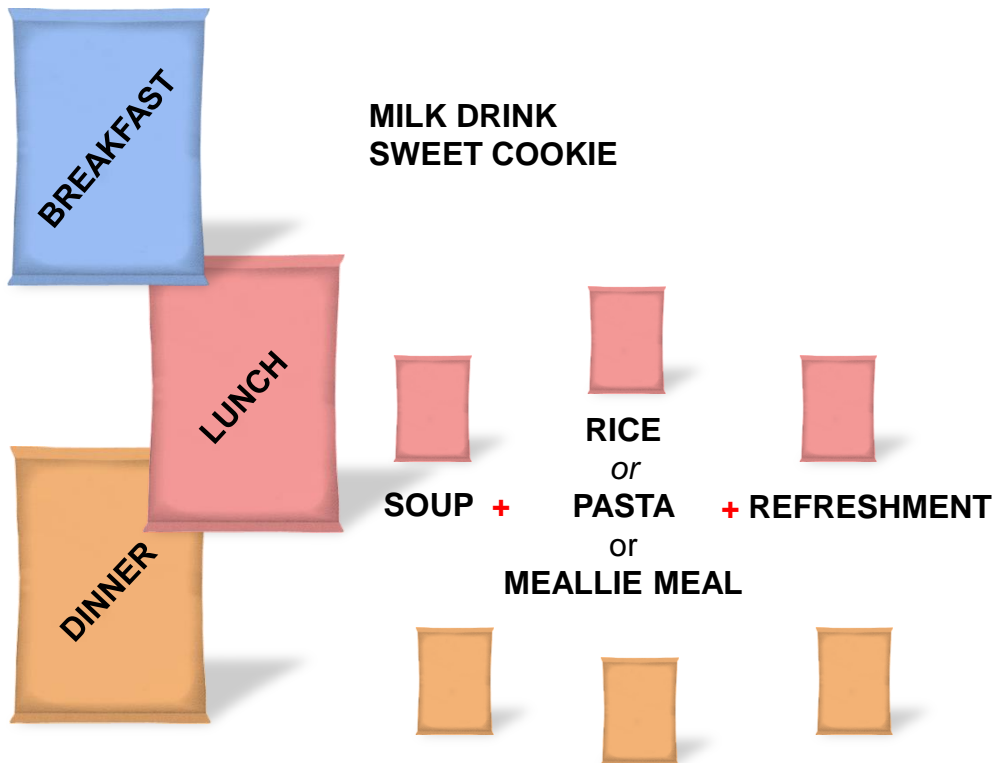 BREAKFAST
MILK DRINK
SWEET COOKIE
LUNCH
RICE
or
SOUP + PASTA + REFRESHMENT
or
MEALLIE MEAL
DINNER